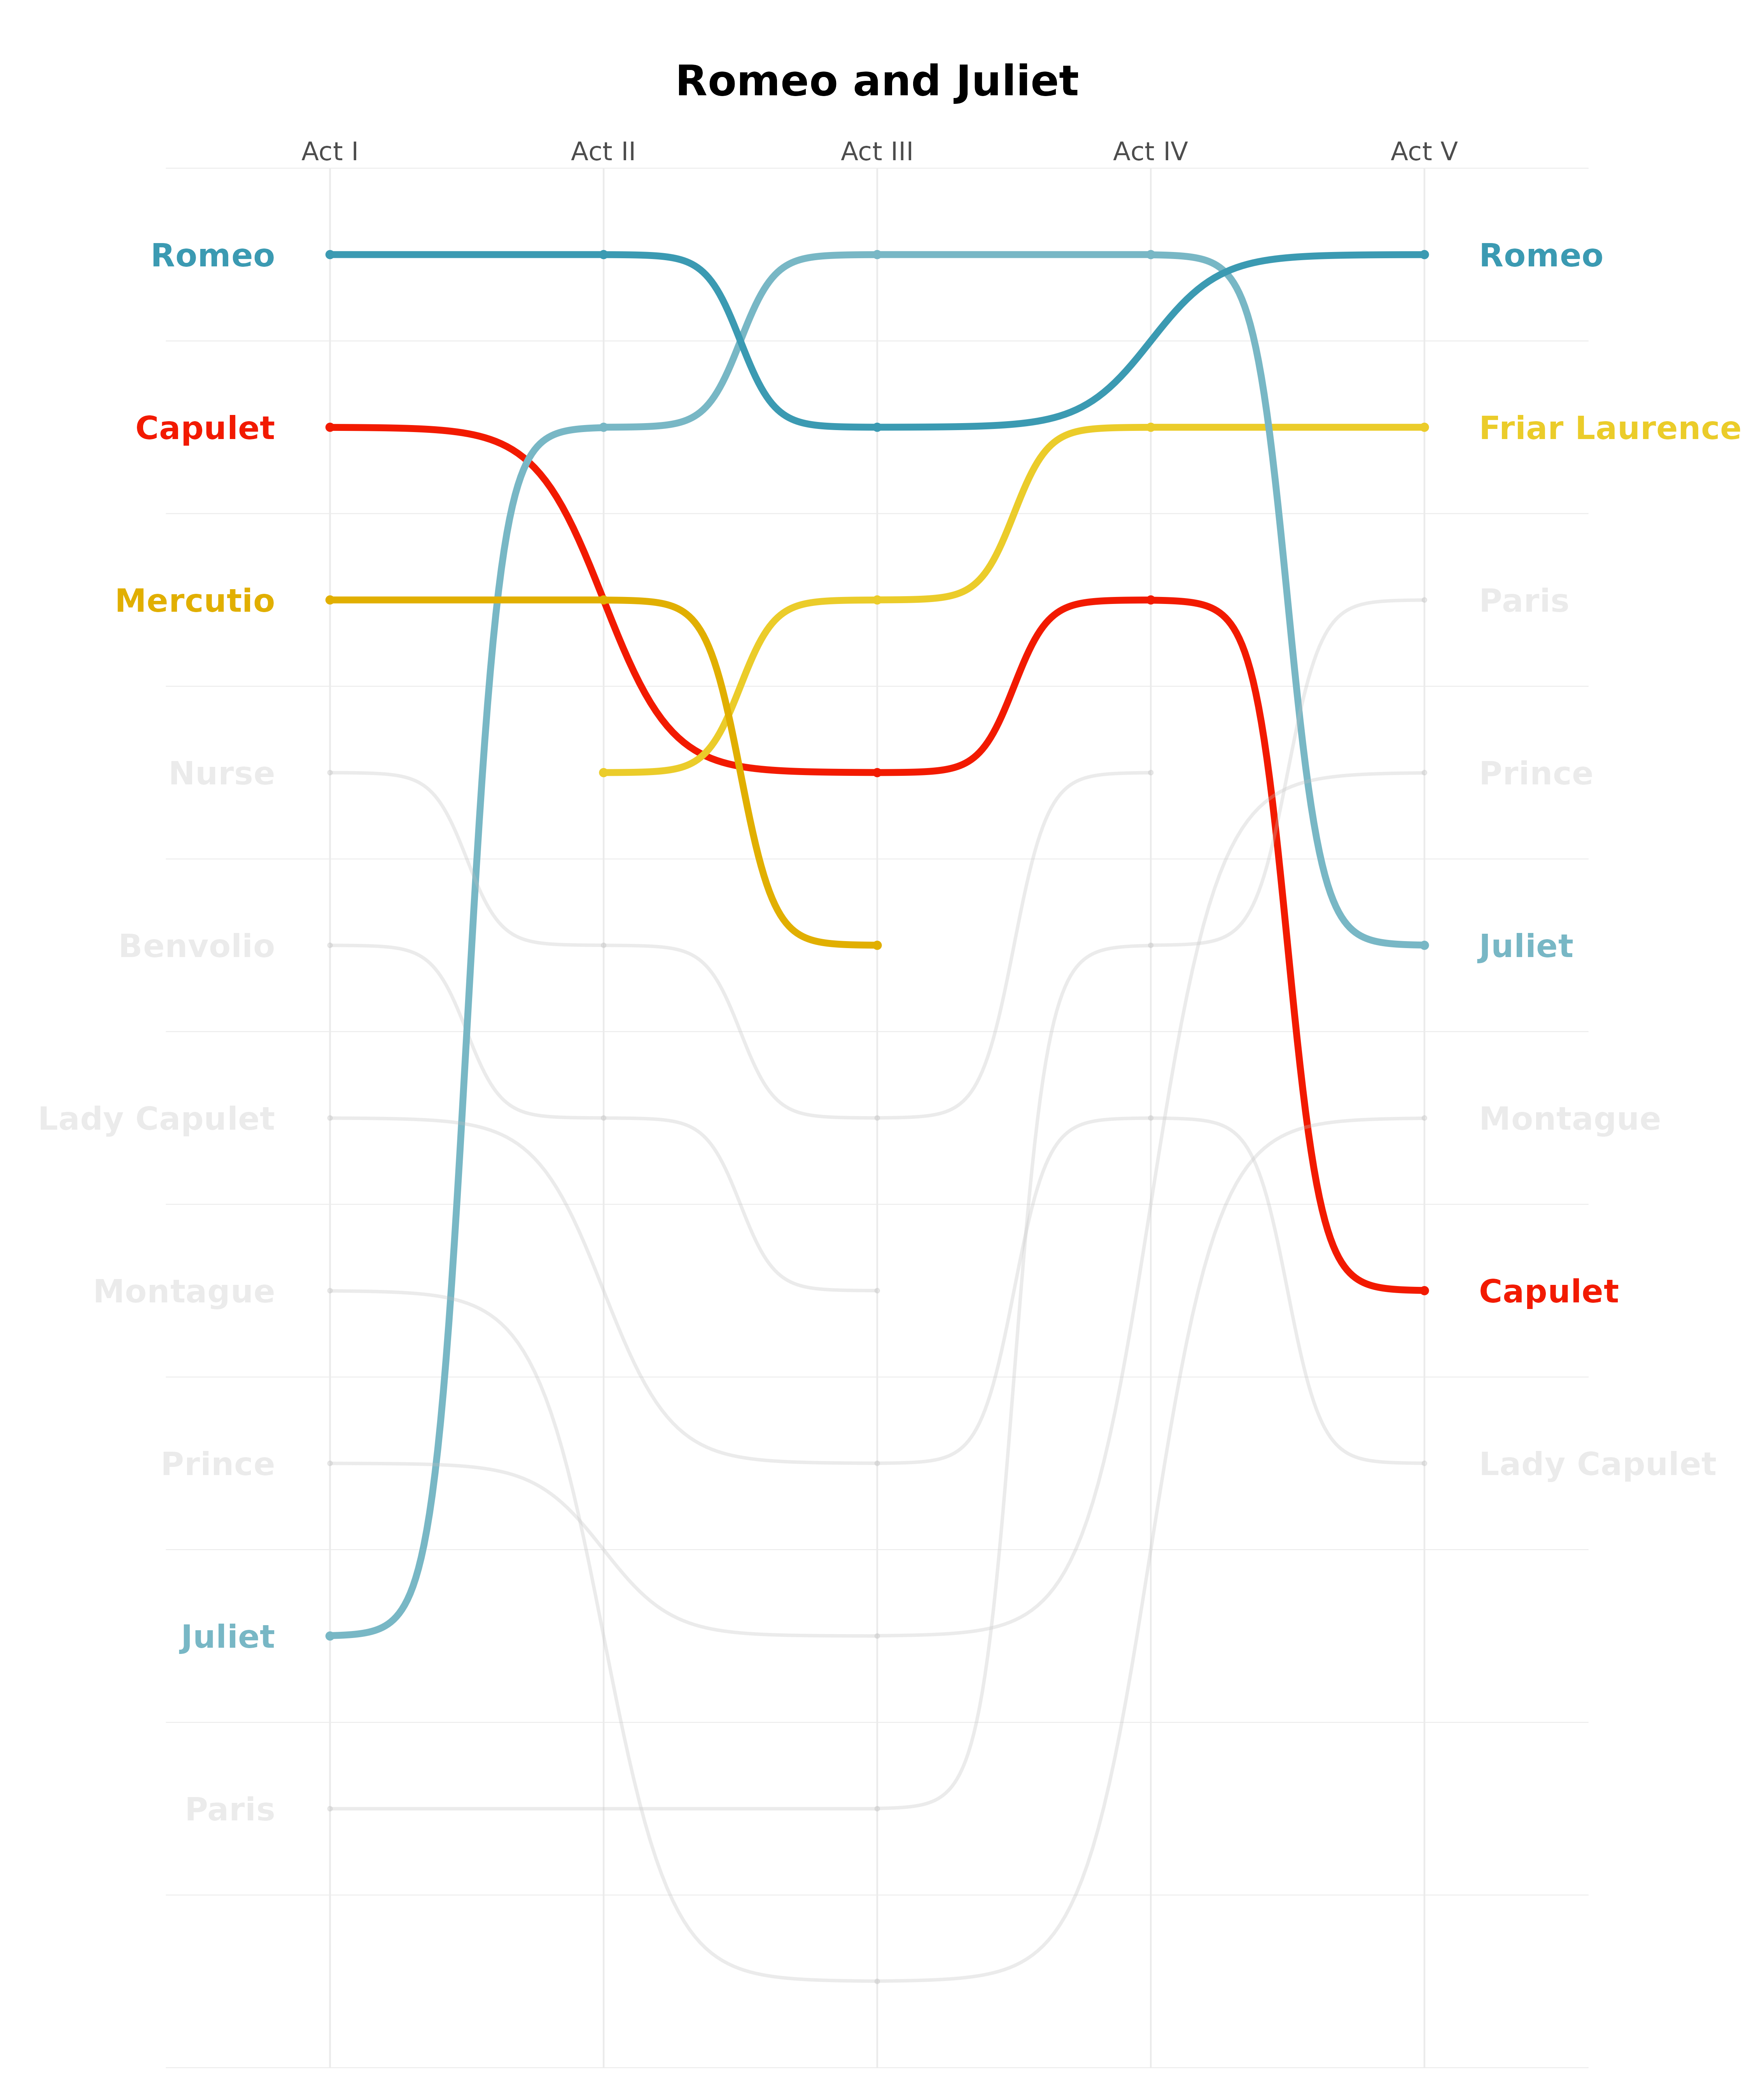 Romeo and Juliet
Act I Act II Act III Act IV Act V
Romeo Romeo
Capulet Friar Laurence
Mercutio Paris
Nurse Prince
Benvolio Juliet
Lady Capulet Montague
Montague Capulet
Prince Lady Capulet
Juliet
Paris